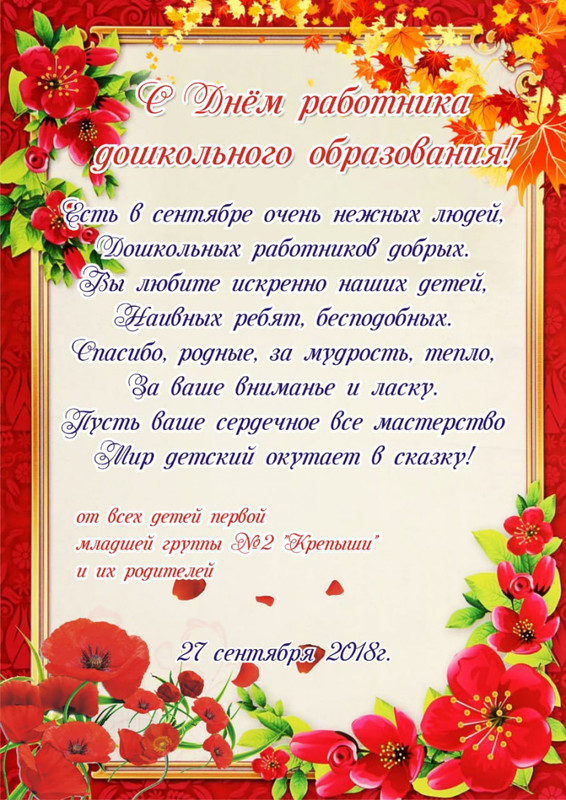 С Днём работника
дошкольного образования!
Есть в сентябре очень нежных людей,
Дошкольных работников добрых.
Вы любите искренно наших детей,
Наивных ребят, бесподобных.
Спасибо, родные, за мудрость, тепло,
За ваше вниманье и ласку.
Пусть ваше сердечное все мастерство
Мир детский окутает в сказку!
от всех детей первой
младшей группы №2 "Крепыши"
и их родителей
27 сентября 2018г.